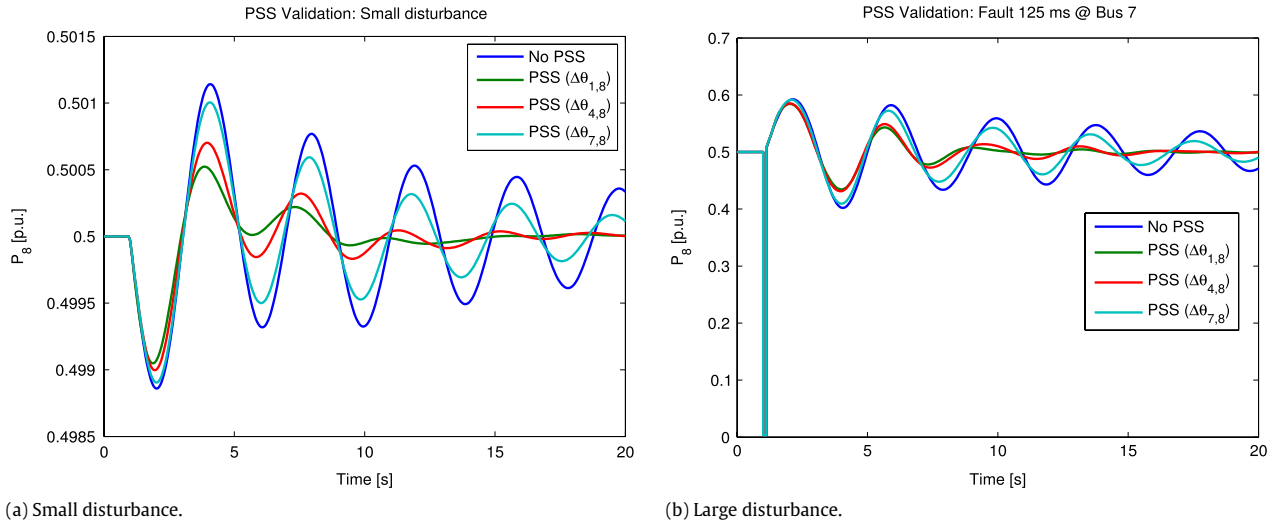 PSS Validation: Small disturbance
0.5015
0.501
0.5005
0.5
0.4995
0.499
0.4985
P8 [p.u.]
No PSS
PSS (Δθ1,8)
PSS (Δθ4,8)
PSS (Δθ7,8)
0 5 10 15 20
Time [s]
(a) Small disturbance.
PSS Validation: Fault 125 ms @ Bus 7
0.7
0.6
0.5
0.4
0.3
0.2
0.1
0
P8 [p.u.]
No PSS
PSS (Δθ1,8)
PSS (Δθ4,8)
PSS (Δθ7,8)
0 5 10 15 20
Time [s]
(b) Large disturbance.